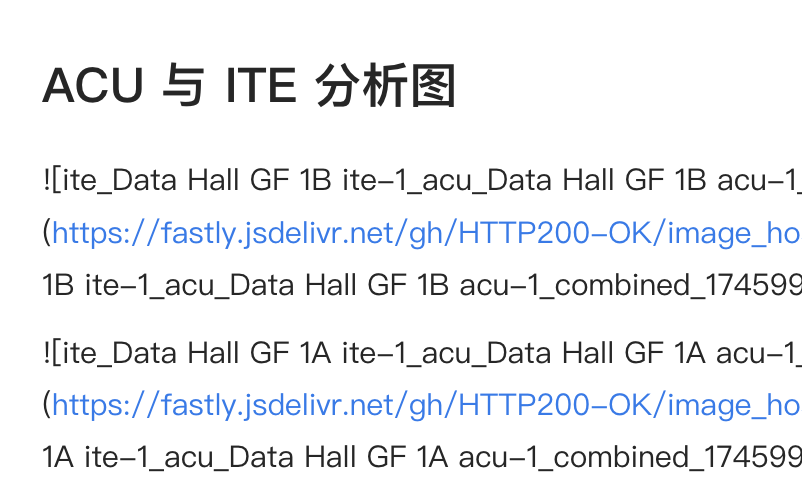 ACU 与 ITE 分析图
![ite_Data Hall GF 1B ite-1_acu_Data Hall GF 1B acu-1_
(https://fastly.jsdelivr.net/gh/HTTP200-OK/image_ho
1B ite-1_acu_Data Hall GF 1B acu-1_combined_174599
![ite_Data Hall GF 1A ite-1_acu_Data Hall GF 1A acu-1_
(https://fastly.jsdelivr.net/gh/HTTP200-OK/image_ho
1A ite-1_acu_Data Hall GF 1A acu-1_combined_174599